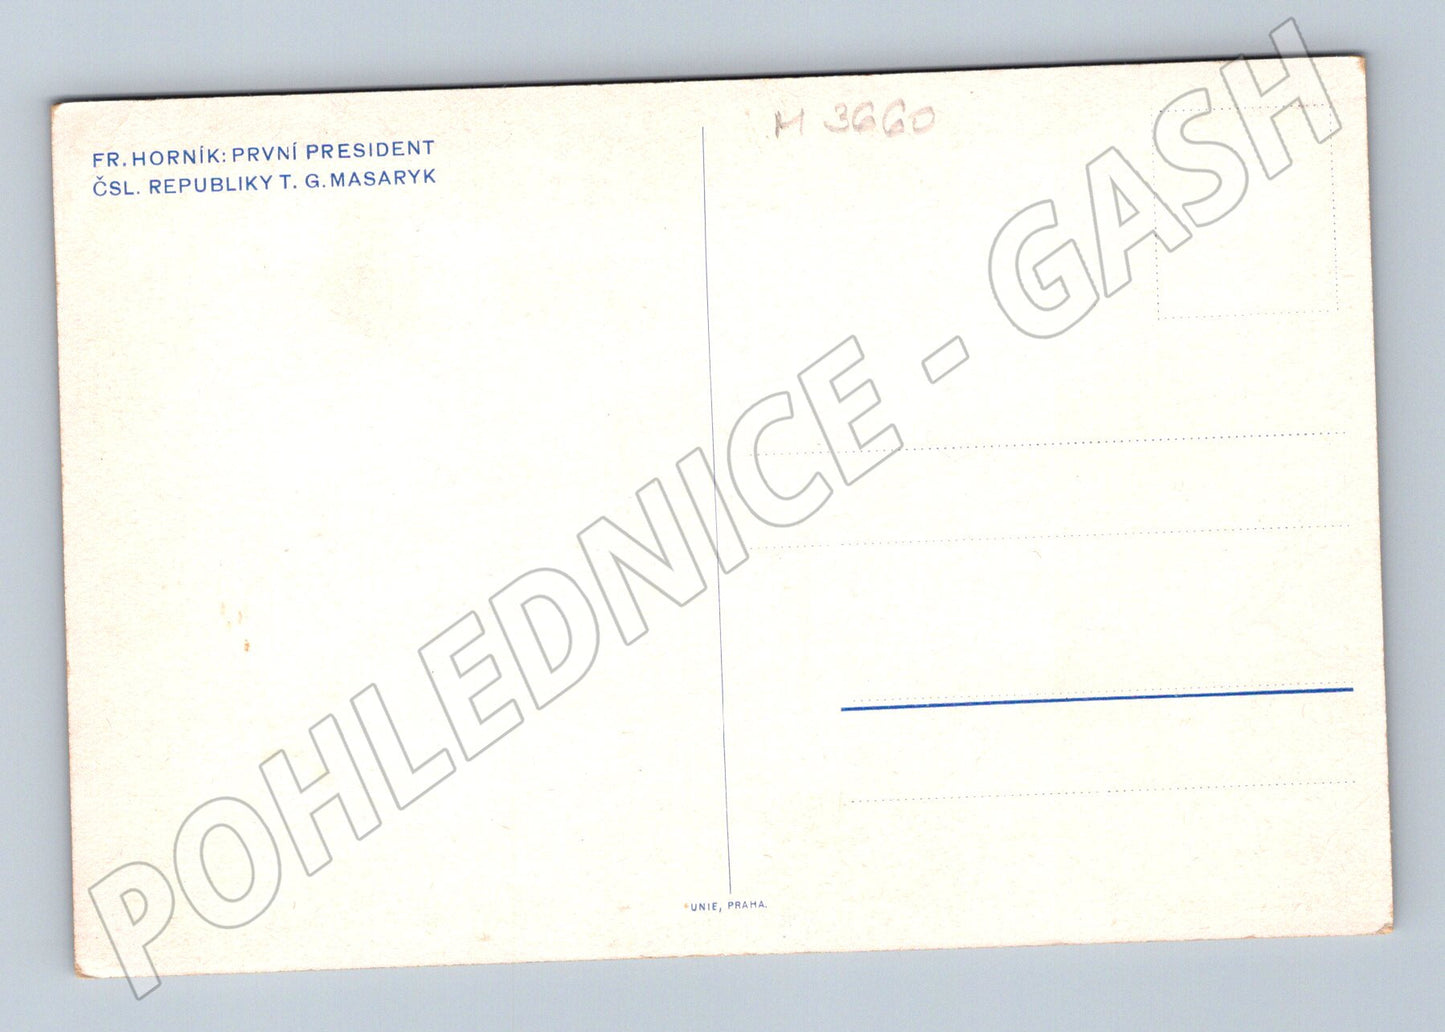 FR. HORNÍK: PRVNÍ PRESIDENT
ČSL. REPUBLIKY T. G. MASARYK
M 3660
POHLEDNICE - GASH
UNIE, PRAHA.